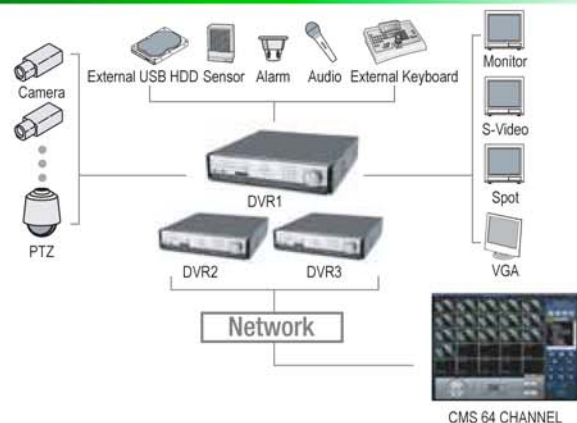 External USB HDD Sensor Alarm Audio External Keyboard
Camera
PTZ
DVR1
DVR2 DVR3
Monitor
S-Video
Spot
VGA
Network
CMS 64 CHANNEL